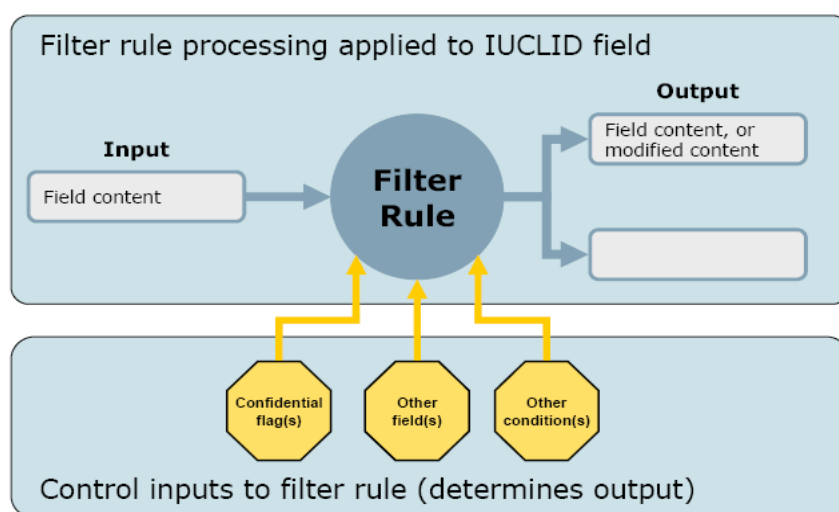 Filter rule processing applied to IUCLID field
Output
Input
Field content, or
modified content
Field content
Filter
Rule
Confidential
flag(s)
Other
field(s)
Other
condition(s)
Control inputs to filter rule (determines output)